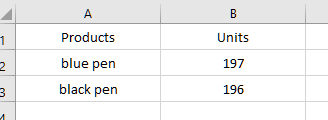 A B
1 Products Units
2 blue pen 197
3 black pen 196